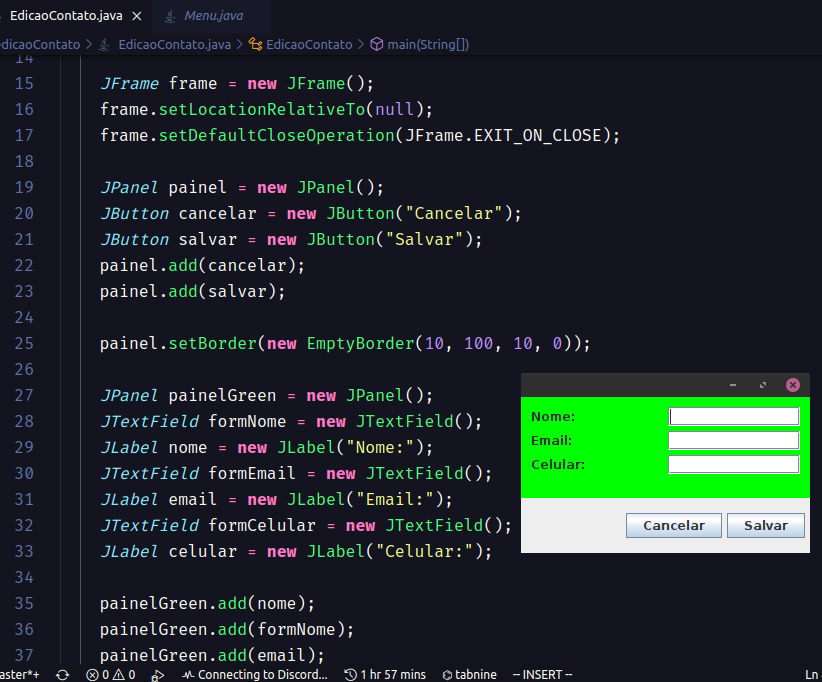 EdicaoContato.java × Menu.java
edicaoContato > EdicaoContato.java > EdicaoContato > main(String[])
14
15 JFrame frame = new JFrame();
16 frame.setLocationRelativeTo(null);
17 frame.setDefaultCloseOperation(JFrame.EXIT_ON_CLOSE);
18
19 JPanel painel = new JPanel();
20 JButton cancelar = new JButton("Cancelar");
21 JButton salvar = new JButton("Salvar");
22 painel.add(cancelar);
23 painel.add(salvar);
24
25 painel.setBorder(new EmptyBorder(10, 100, 10, 0));
26
27 JPanel painelGreen = new JPanel();
28 JTextField formNome = new JTextField();
29 JLabel nome = new JLabel("Nome:");
30 JTextField formEmail = new JTextField();
31 JLabel email = new JLabel("Email:");
32 JTextField formCelular = new JTextField();
33 JLabel celular = new JLabel("Celular:");
34
35 painelGreen.add(nome);
36 painelGreen.add(formNome);
37 painelGreen.add(email);
Nome:
Email:
Celular:
Cancelar Salvar
aster*+ 0 0 Connecting to Discord... 1 hr 57 mins tabnine -- INSERT -- Ln